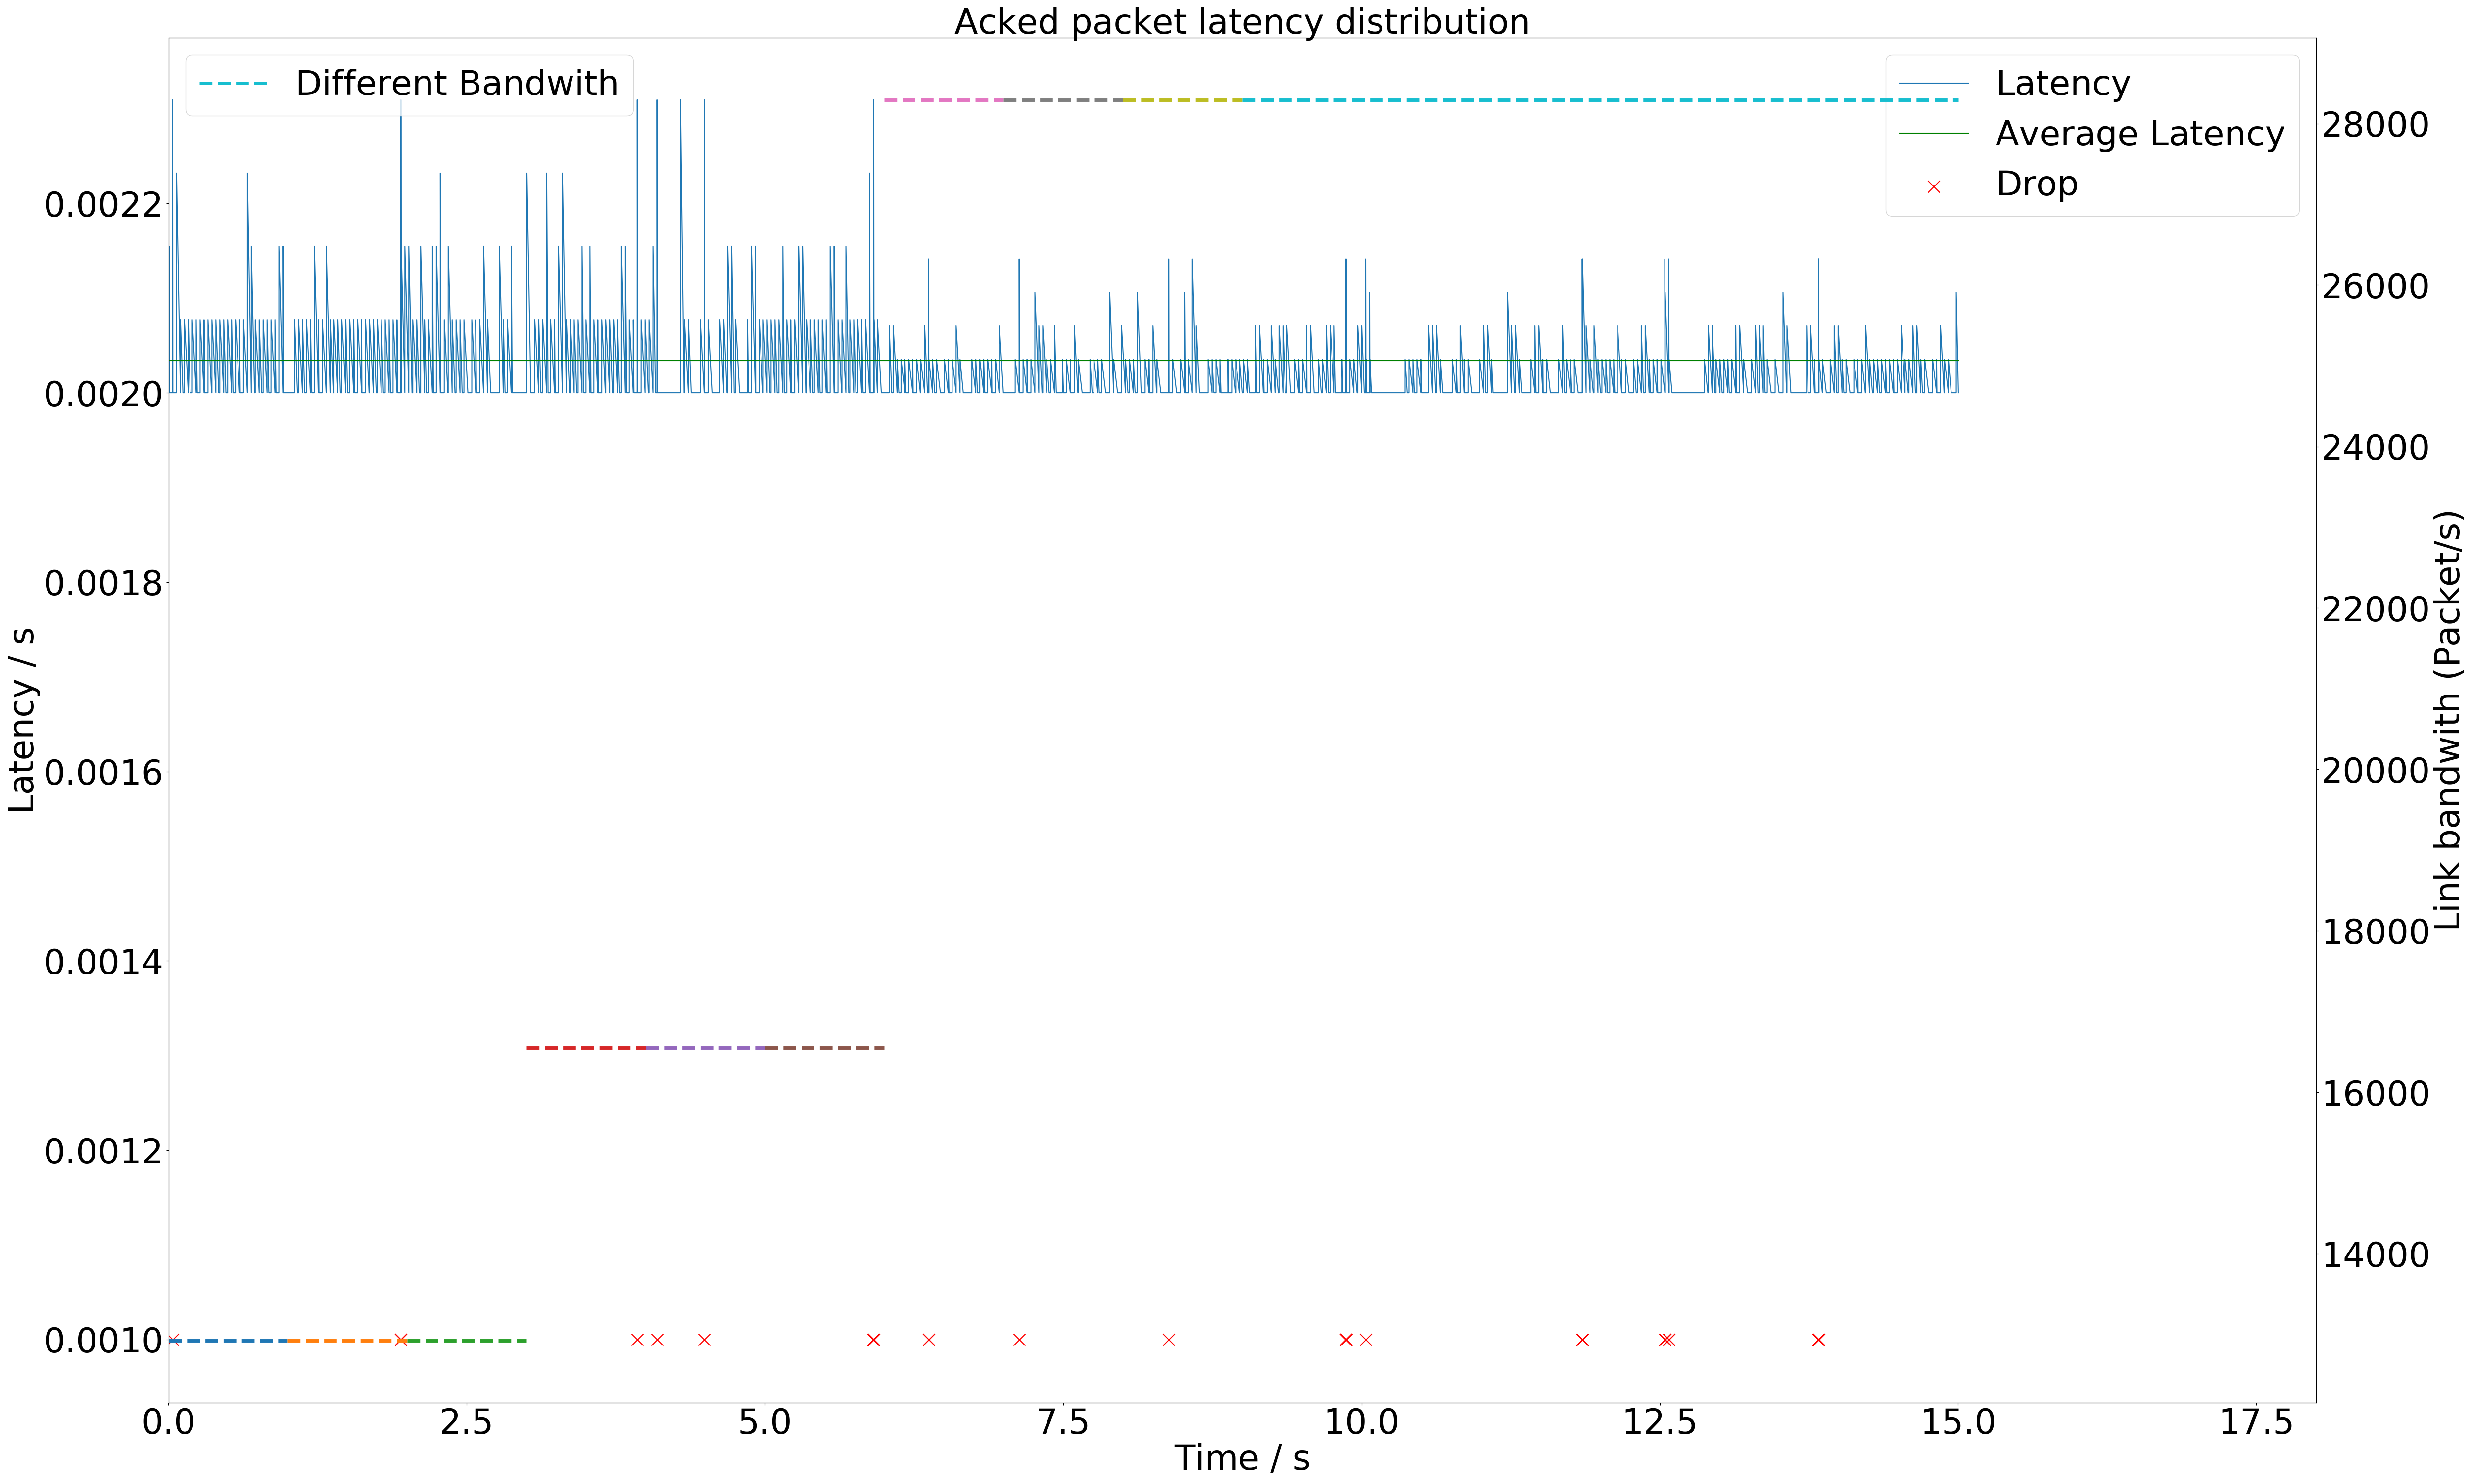 Acked packet latency distribution
Different Bandwith
Latency
Average Latency
Drop
0.0022
0.0020
0.0018
0.0016
0.0014
0.0012
0.0010
Latency / s
28000
26000
24000
22000
20000
18000
16000
14000
Link bandwith (Packet/s)
0.0 2.5 5.0 7.5 10.0 12.5 15.0 17.5
Time / s